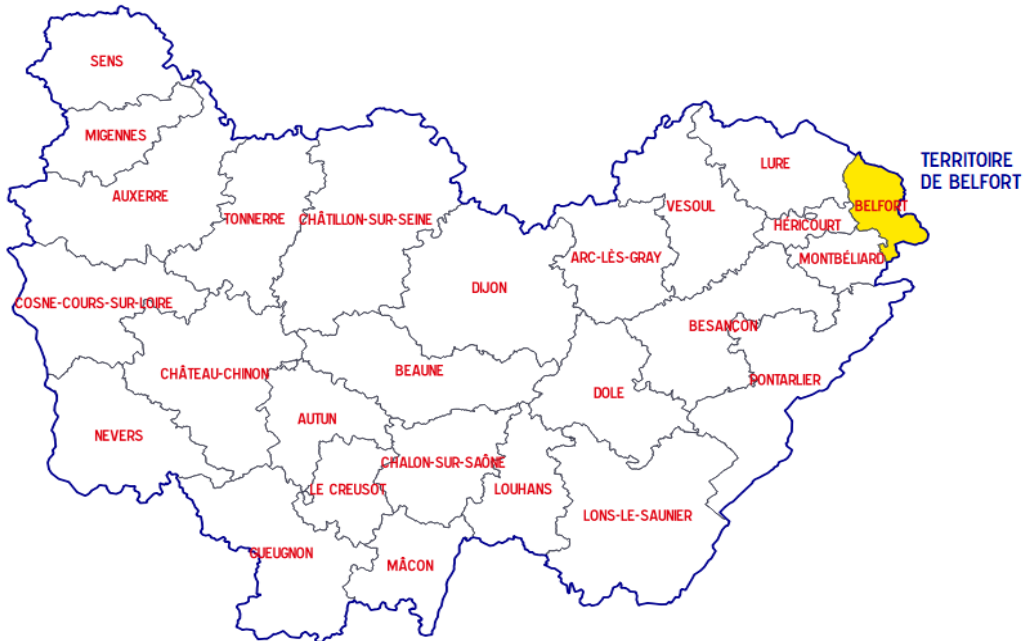 SENS
MIGENNES
LURE
TERRITOIRE
DE BELFORT
AUXERRE
TONNERRE
CHÂTILLON-SUR-SEINE
VESOUL
BELFORT
HÉRICOURT
ARC-LÈS-GRAY
MONTBÉLIARD
DIJON
COSNE-COURS-SUR-LOIRE
BESANÇON
CHÂTEAU-CHINON
BEAUNE
PONTARLIER
DOLE
AUTUN
NEVERS
CHALON-SUR-SAÔNE
LE CREUSOT
LOUHANS
LONS-LE-SAUNIER
GUEUGNON
MÂCON